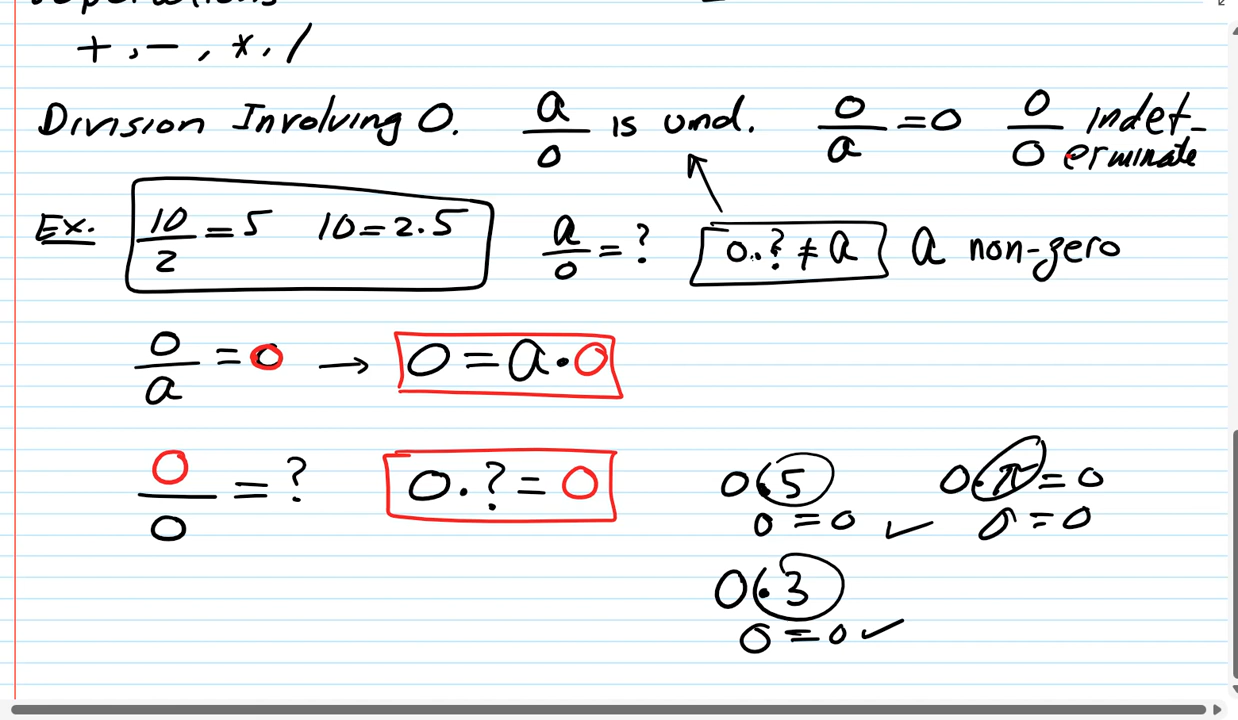 +, -, *, /
Division Involving 0. a/0 is und. 0/a = 0 0/0 indet-
erminate
Ex. 10/2 = 5 10 = 2·5 a/0 = ? 0·? ≠ a a non-zero
0/a = 0 → 0 = a·0
0/0 = ? 0·? = 0 0·5 0·π = 0
0 = 0 ✓ 0 = 0
0·3
0 = 0 ✓